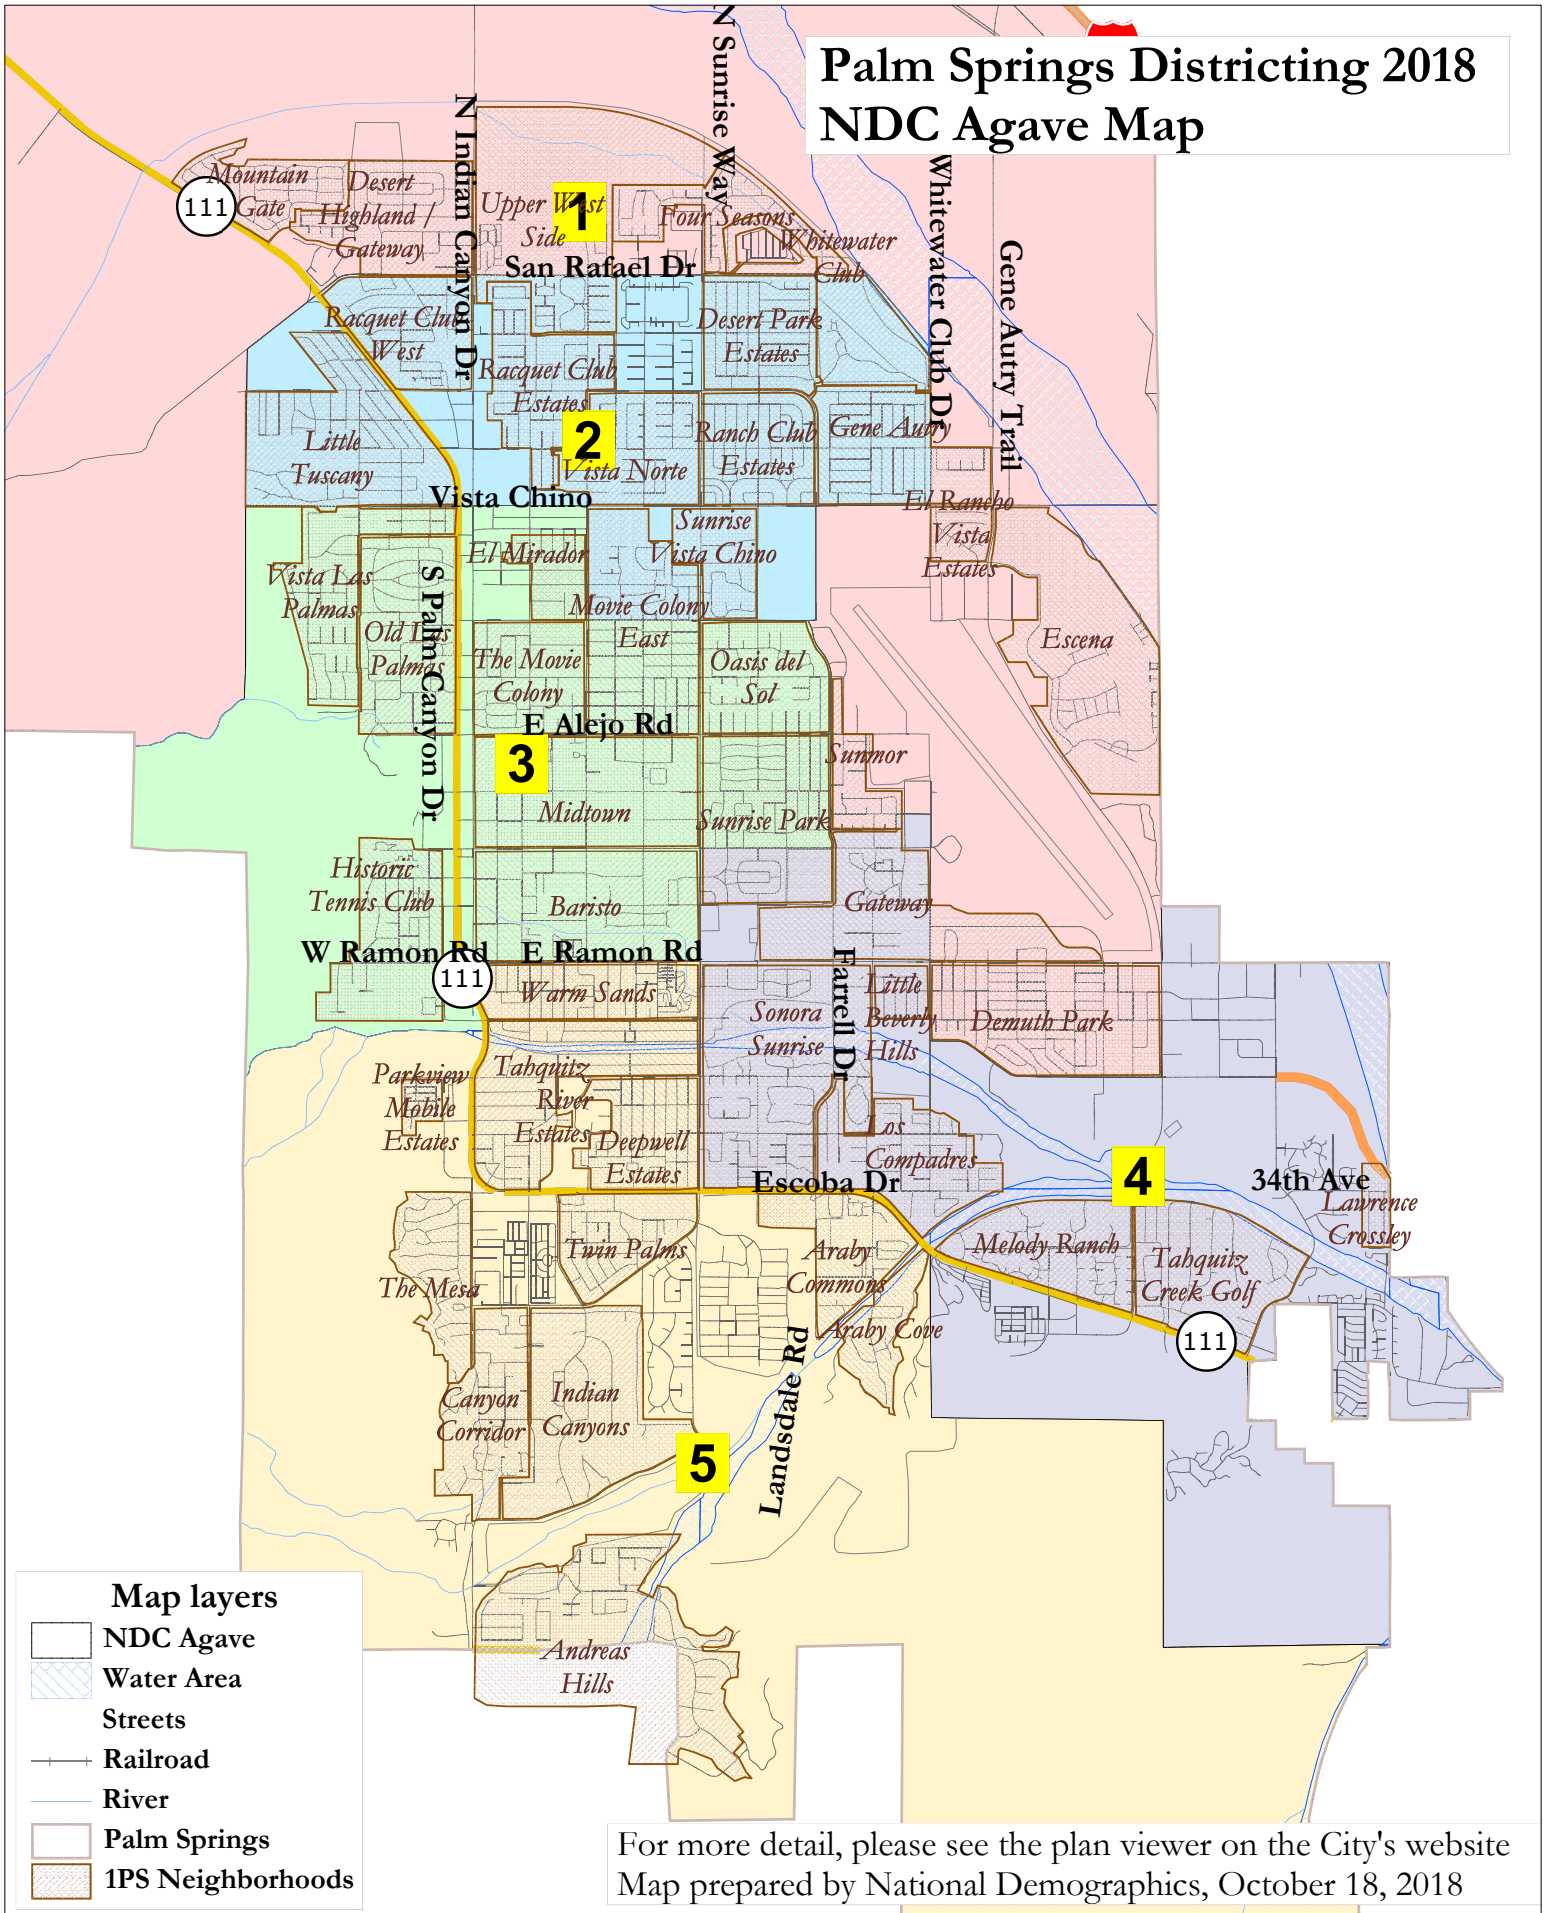 Palm Springs Districting 2018
NDC Agave Map
N Sunrise Way
N Indian Canyon Dr
Whitewater Club Dr
Gene Autry Trail
Mountain
Gate
111
Desert
Highland /
Gateway
Upper West
Side
1
Four Seasons
Whitewater
Club
San Rafael Dr
Racquet Club
West
Desert Park
Estates
Racquet Club
Estates
2
Little
Tuscany
Vista Norte
Ranch Club
Estates
Gene Autry
Vista Chino
El Rancho
Vista
Estates
Sunrise
Vista Chino
El Mirador
Vista Las
Palmas
S Palm Canyon Dr
Old Las
Palmas
Movie Colony
East
The Movie
Colony
Oasis del
Sol
Escena
E Alejo Rd
3
Sunmor
Midtown
Sunrise Park
Historic
Tennis Club
Baristo
Gateway
W Ramon Rd
E Ramon Rd
111
Warm Sands
Farrell Dr
Sonora
Sunrise
Little
Beverly
Hills
Demuth Park
Parkview
Mobile
Estates
Tahquitz
River
Estates
Deepwell
Estates
Los
Compadres
Escoba Dr
4
34th Ave
Lawrence
Crossley
Twin Palms
Araby
Commons
Melody Ranch
Tahquitz
Creek Golf
The Mesa
Araby Cove
111
Landsdale Rd
Canyon
Corridor
Indian
Canyons
5
Andreas
Hills
Map layers
NDC Agave
Water Area
Streets
Railroad
River
Palm Springs
1PS Neighborhoods
For more detail, please see the plan viewer on the City's website
Map prepared by National Demographics, October 18, 2018